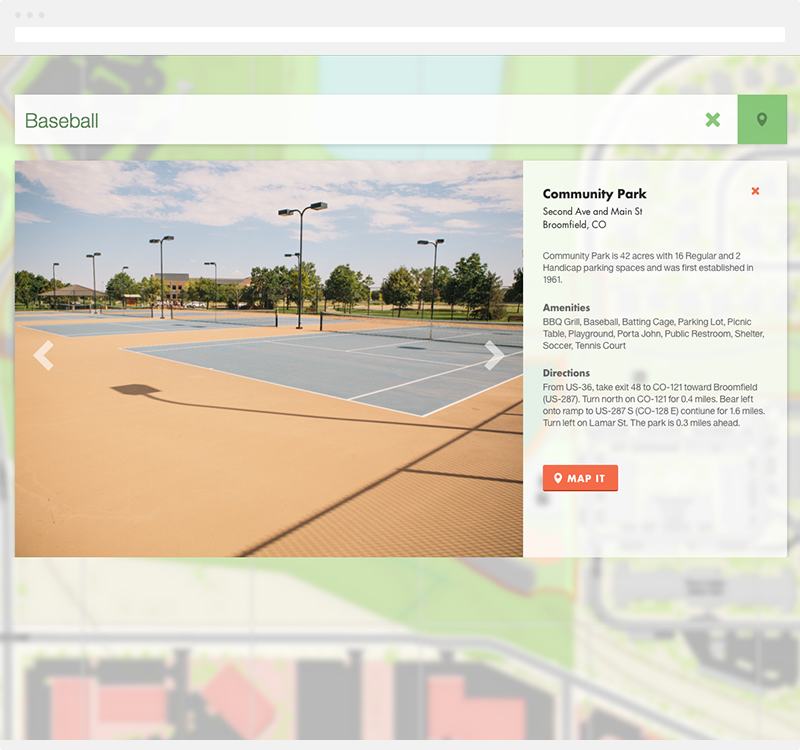 Baseball
Community Park
Second Ave and Main St
Broomfield, CO
Community Park is 42 acres with 16 Regular and 2
Handicap parking spaces and was first established in
1961.
Amenities
BBQ Grill, Baseball, Batting Cage, Parking Lot, Picnic
Table, Playground, Porta John, Public Restroom, Shelter,
Soccer, Tennis Court
Directions
From US-36, take exit 48 to CO-121 toward Broomfield
(US-287). Turn north on CO-121 for 0.4 miles. Bear left
onto ramp to US-287 S (CO-128 E) contiune for 1.6 miles.
Turn left on Lamar St. The park is 0.3 miles ahead.
MAP IT